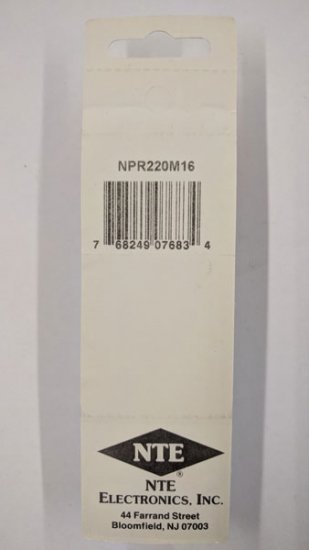 NPR220M16
7 68249 07683 4
NTE
®
NTE
ELECTRONICS, INC.
44 Farrand Street
Bloomfield, NJ 07003